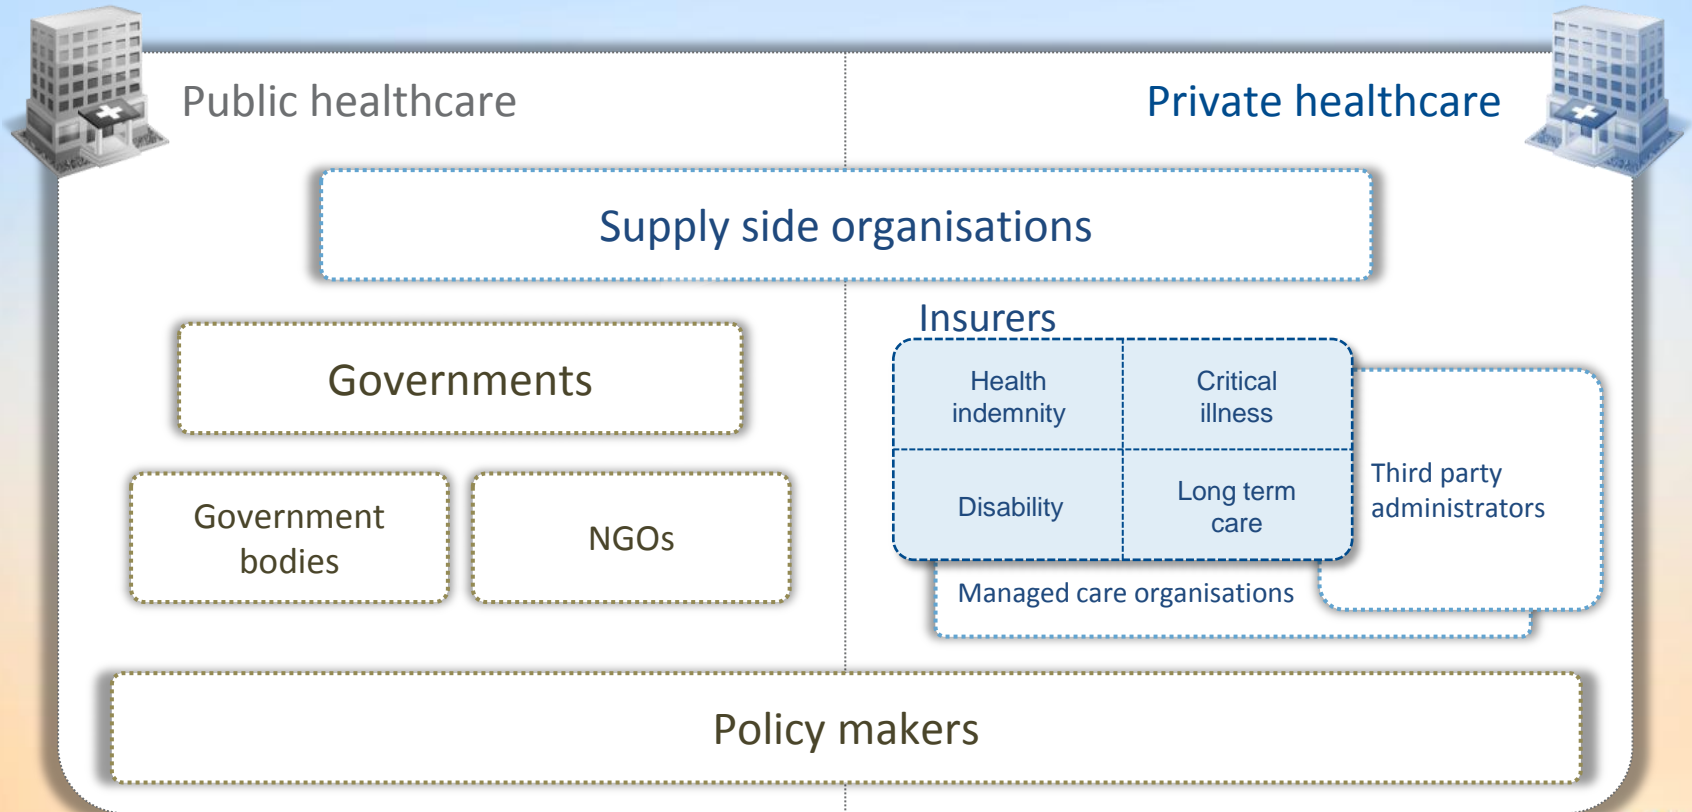 Public healthcare
Private healthcare
Supply side organisations
Insurers
Governments
Health
indemnity
Critical
illness
Disability
Long term
care
Third party
administrators
Government
bodies
NGOs
Managed care organisations
Policy makers